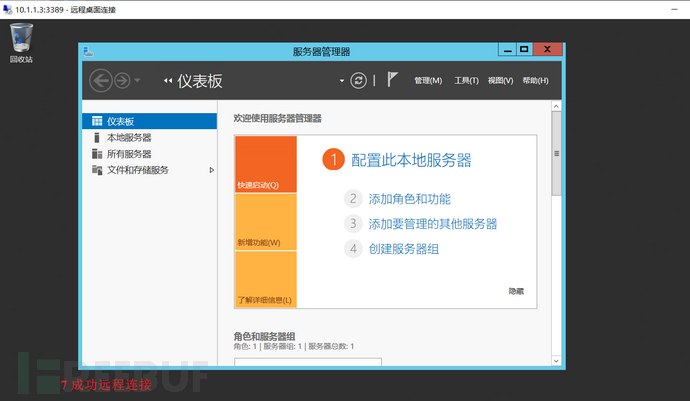 10.1.1.3:3389 - 远程桌面连接
回收站
服务器管理器
仪表板
管理(M) 工具(T) 视图(V) 帮助(H)
仪表板
本地服务器
所有服务器
文件和存储服务
欢迎使用服务器管理器
快速启动(Q)
新增功能(W)
了解详细信息(L)
1 配置此本地服务器
2 添加角色和功能
3 添加要管理的其他服务器
4 创建服务器组
隐藏
角色和服务器组
角色: 1 | 服务器组: 1 | 服务器总数: 1
REEBUF
7 成功远程连接